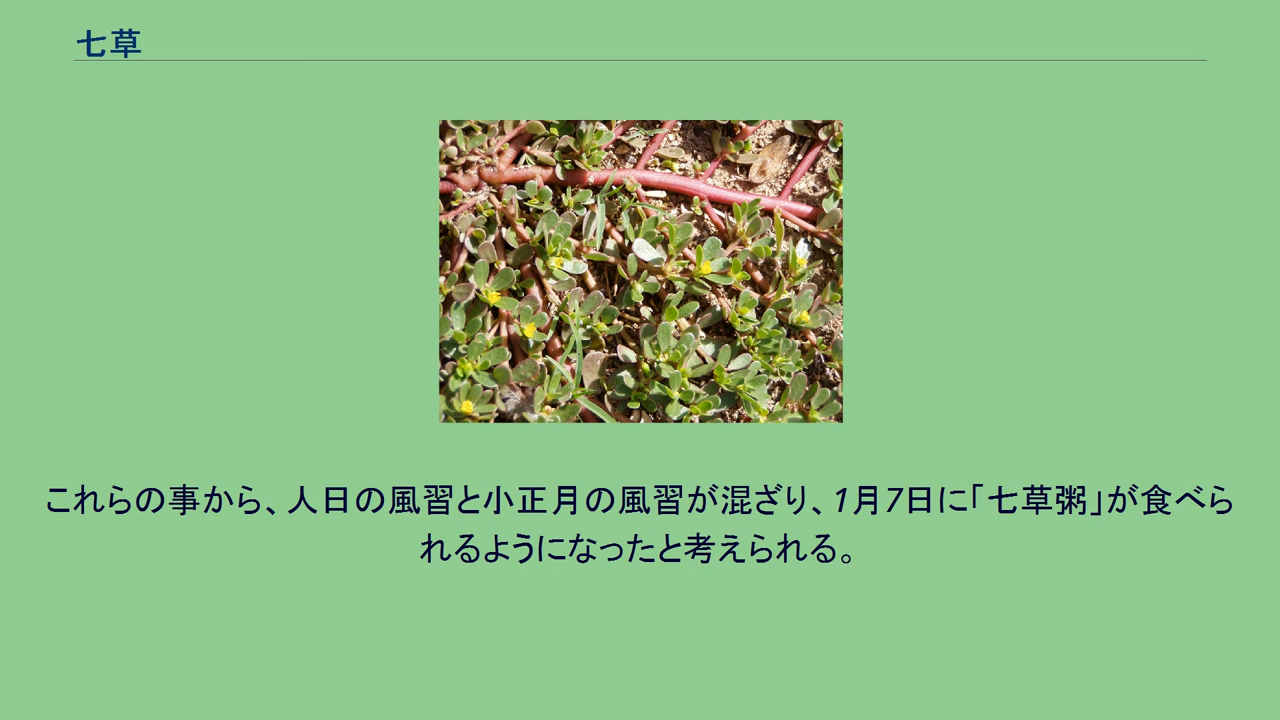 七草
これらの事から、人日の風習と小正月の風習が混ざり、1月7日に「七草粥」が食べら
れるようになったと考えられる。